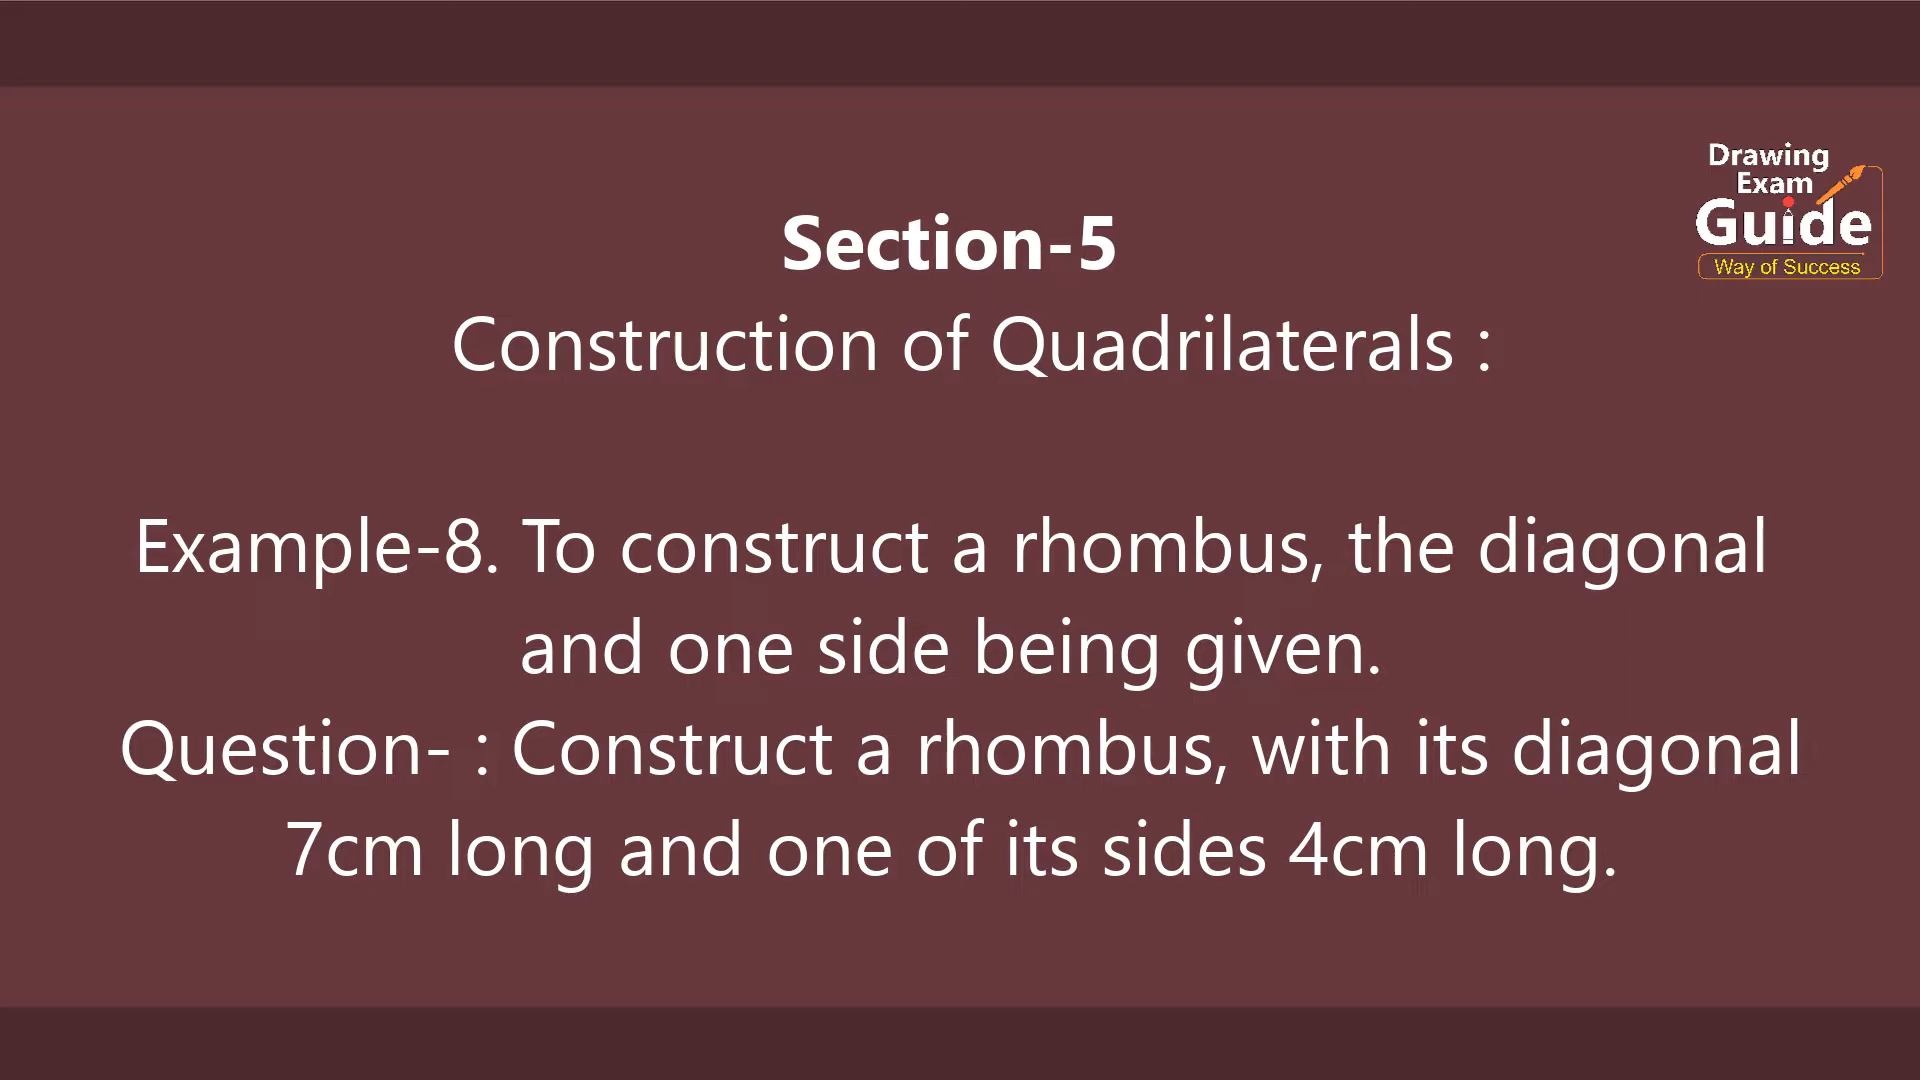 Drawing
Exam
Guide
Way of Success
Section-5
Construction of Quadrilaterals :
Example-8. To construct a rhombus, the diagonal
and one side being given.
Question- : Construct a rhombus, with its diagonal
7cm long and one of its sides 4cm long.